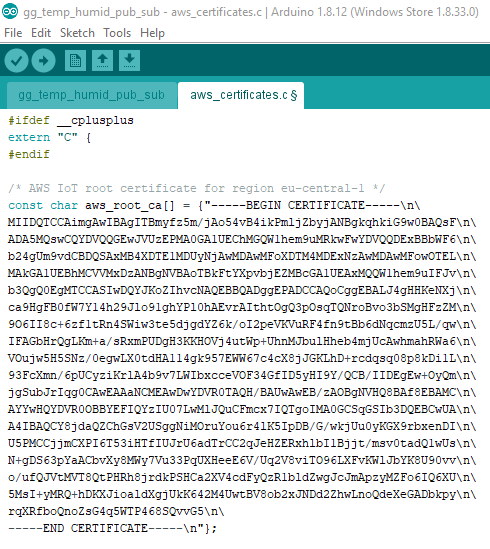 gg_temp_humid_pub_sub - aws_certificates.c | Arduino 1.8.12 (Windows Store 1.8.33.0)
File Edit Sketch Tools Help
gg_temp_humid_pub_sub aws_certificates.c §
#ifdef __cplusplus
extern "C" {
#endif
/* AWS IoT root certificate for region eu-central-1 */
const char aws_root_ca[] = {"-----BEGIN CERTIFICATE-----\n\
MIIDQTCCAimgAwIBAgITBmyfz5m/jAo54vB4ikPmljZbyjANBgkqhkiG9w0BAQsF\n\
ADA5MQswCQYDVQQGEwJVUzEPMA0GA1UEChMGQW1hem9uMRkwFwYDVQQDExBBbWF6\n\
b24gUm9vdCBDQSAxMB4XDTE1MDUyNjAwMDAwMFoXDTM4MDExNzAwMDAwMFowOTEL\n\
MAkGA1UEBhMCVVMxDzANBgNVBAoTBkFtYXpvbjEZMBcGA1UEAxMQQW1hem9uIFJv\n\
b3QgQ0EgMTCCASIwDQYJKoZIhvcNAQEBBQADggEPADCCAQoCggEBALJ4gHHKeNXj\n\
ca9HgFB0fW7Y14h29Jlo91ghYPl0hAEvrAIthtOgQ3pOsqTQNroBvo3bSMgHFzZM\n\
9O6II8c+6zf1tRn4SWiw3te5djgdYZ6k/oI2peVKVuRF4fn9tBb6dNqcmzU5L/qw\n\
IFAGbHrQgLKm+a/sRxmPUDgH3KKHOVj4utWp+UhnMJbulHheb4mjUcAwhmahRWa6\n\
VOujw5H5SNz/0egwLX0tdHA114gk957EWW67c4cX8jJGKLhD+rcdqsq08p8kDi1L\n\
93FcXmn/6pUCyziKrlA4b9v7LWIbxcceVOF34GfID5yHI9Y/QCB/IIDEgEw+OyQm\n\
jgSubJrIqg0CAwEAAaNCMEAwDwYDVR0TAQH/BAUwAwEB/zAOBgNVHQ8BAf8EBAMC\n\
AYYwHQYDVR0OBBYEFIQYzIU07LwMlJQuCFmcx7IQTgoIMA0GCSqGSIb3DQEBCwUA\n\
A4IBAQCY8jdaQZChGsV2USggNiMOruYou6r4lK5IpDB/G/wkjUu0yKGX9rbxenDI\n\
U5PMCCjjmCXPI6T53iHTfIUJrU6adTrCC2qJeHZERxhlbI1Bjjt/msv0tadQ1wUs\n\
N+gDS63pYaACbvXy8MWy7Vu33PqUXHeeE6V/Uq2V8viTO96LXFvKWlJbYK8U90vv\n\
o/ufQJVtMVT8QtPHRh8jrdkPSHCa2XV4cdFyQzR1bldZwgJcJmApzyMZFo6IQ6XU\n\
5MsI+yMRQ+hDKXJioaldXgjUkK642M4UwtBV8ob2xJNDd2ZhwLnoQdeXeGADbkpy\n\
rqXRfboQnoZsG4q5WTP468SQvvG5\n\
-----END CERTIFICATE-----\n"};